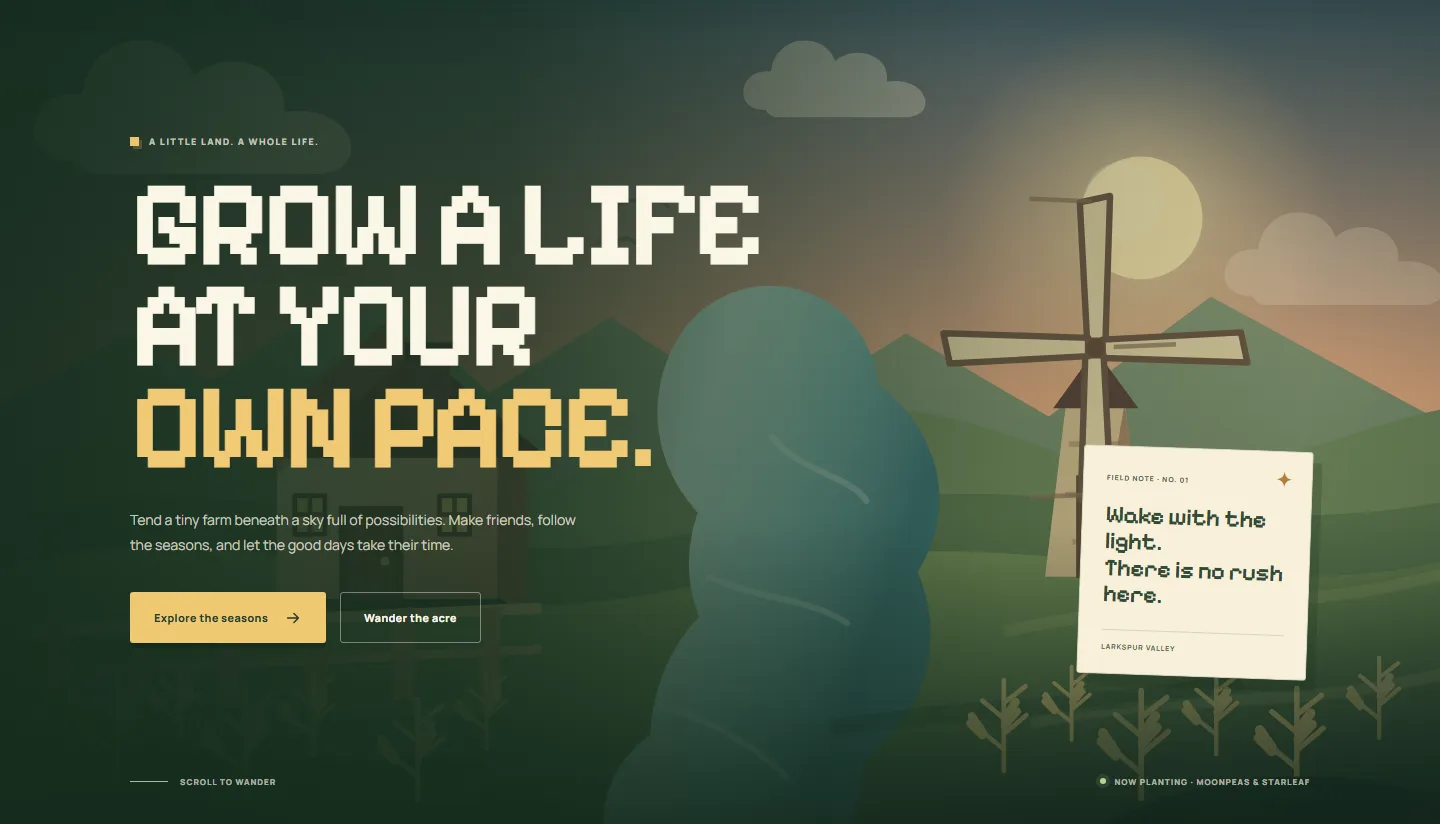 A LITTLE LAND. A WHOLE LIFE.
GROW A LIFE
AT YOUR
OWN PACE.
Tend a tiny farm beneath a sky full of possibilities. Make friends, follow
the seasons, and let the good days take their time.
Explore the seasons →
Wander the acre
FIELD NOTE · NO. 01
Wake with the
light.
There is no rush
here.
LARKSPUR VALLEY
SCROLL TO WANDER
NOW PLANTING · MOONPEAS & STARLEAF